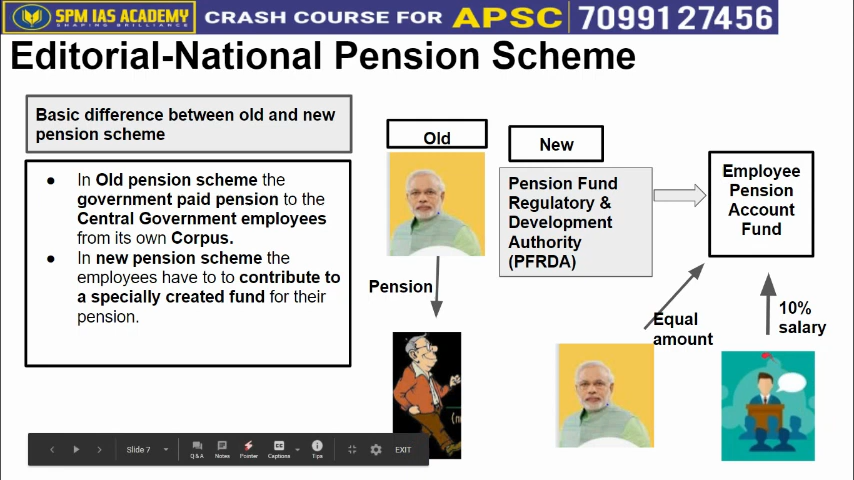 SPM IAS ACADEMY
SHAPING BRILLIANCE
CRASH COURSE FOR APSC 7099127456
Editorial-National Pension Scheme
Basic difference between old and new
pension scheme
● In Old pension scheme the
government paid pension to the
Central Government employees
from its own Corpus.
● In new pension scheme the
employees have to to contribute to
a specially created fund for their
pension.
Old
Pension
New
Pension Fund
Regulatory &
Development
Authority
(PFRDA)
Employee
Pension
Account
Fund
Equal
amount
10%
salary
Slide 7
Q & A
Notes
Pointer
Captions
Tips
EXIT